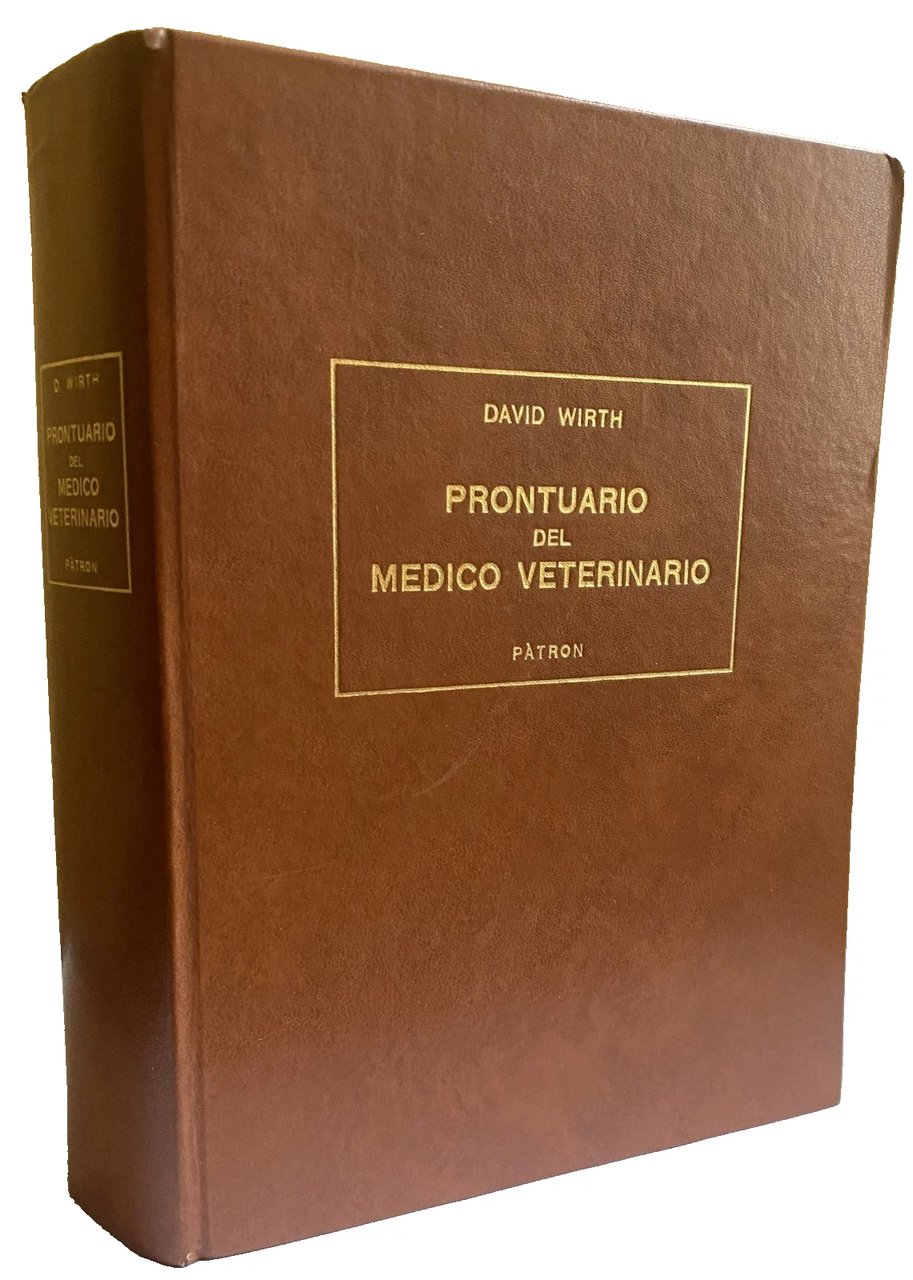 D WIRTH
PRONTUARIO
DEL
MEDICO
VETERINARIO
PÀTRON
DAVID WIRTH
PRONTUARIO
DEL
MEDICO VETERINARIO
PÀTRON